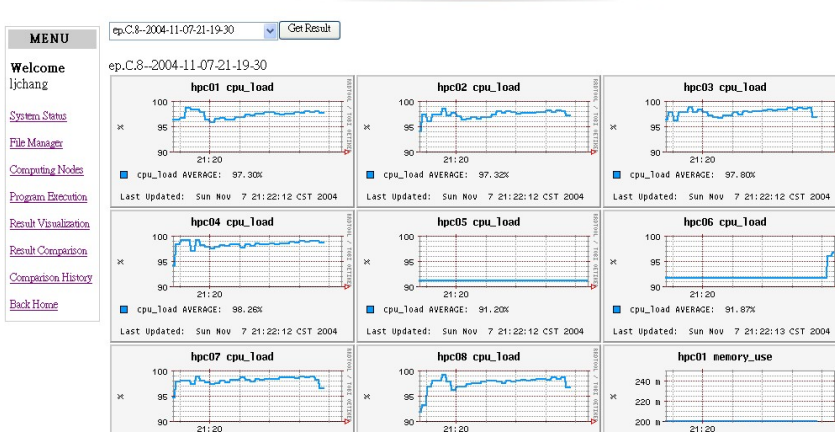 ep.C.8--2004-11-07-21-19-30
Get Result
MENU
Welcome
ljchang
System Status
File Manager
Computing Nodes
Program Execution
Result Visualization
Result Comparison
Comparison History
Back Home
ep.C.8--2004-11-07-21-19-30
hpc01 cpu_load
100
95
90
%
21:20
cpu_load AVERAGE: 97.30%
Last Updated: Sun Nov 7 21:22:12 CST 2004
hpc02 cpu_load
100
95
90
%
21:20
cpu_load AVERAGE: 97.32%
Last Updated: Sun Nov 7 21:22:12 CST 2004
hpc03 cpu_load
100
95
90
%
21:20
cpu_load AVERAGE: 97.80%
Last Updated: Sun Nov 7 21:22:12 CST 2004
hpc04 cpu_load
100
95
90
%
21:20
cpu_load AVERAGE: 98.26%
Last Updated: Sun Nov 7 21:22:12 CST 2004
hpc05 cpu_load
100
95
90
%
21:20
cpu_load AVERAGE: 91.20%
Last Updated: Sun Nov 7 21:22:12 CST 2004
hpc06 cpu_load
100
95
90
%
21:20
cpu_load AVERAGE: 91.87%
Last Updated: Sun Nov 7 21:22:13 CST 2004
hpc07 cpu_load
100
95
90
%
21:20
hpc08 cpu_load
100
95
90
%
21:20
hpc01 memory_use
240 m
220 m
200 m
%
21:20